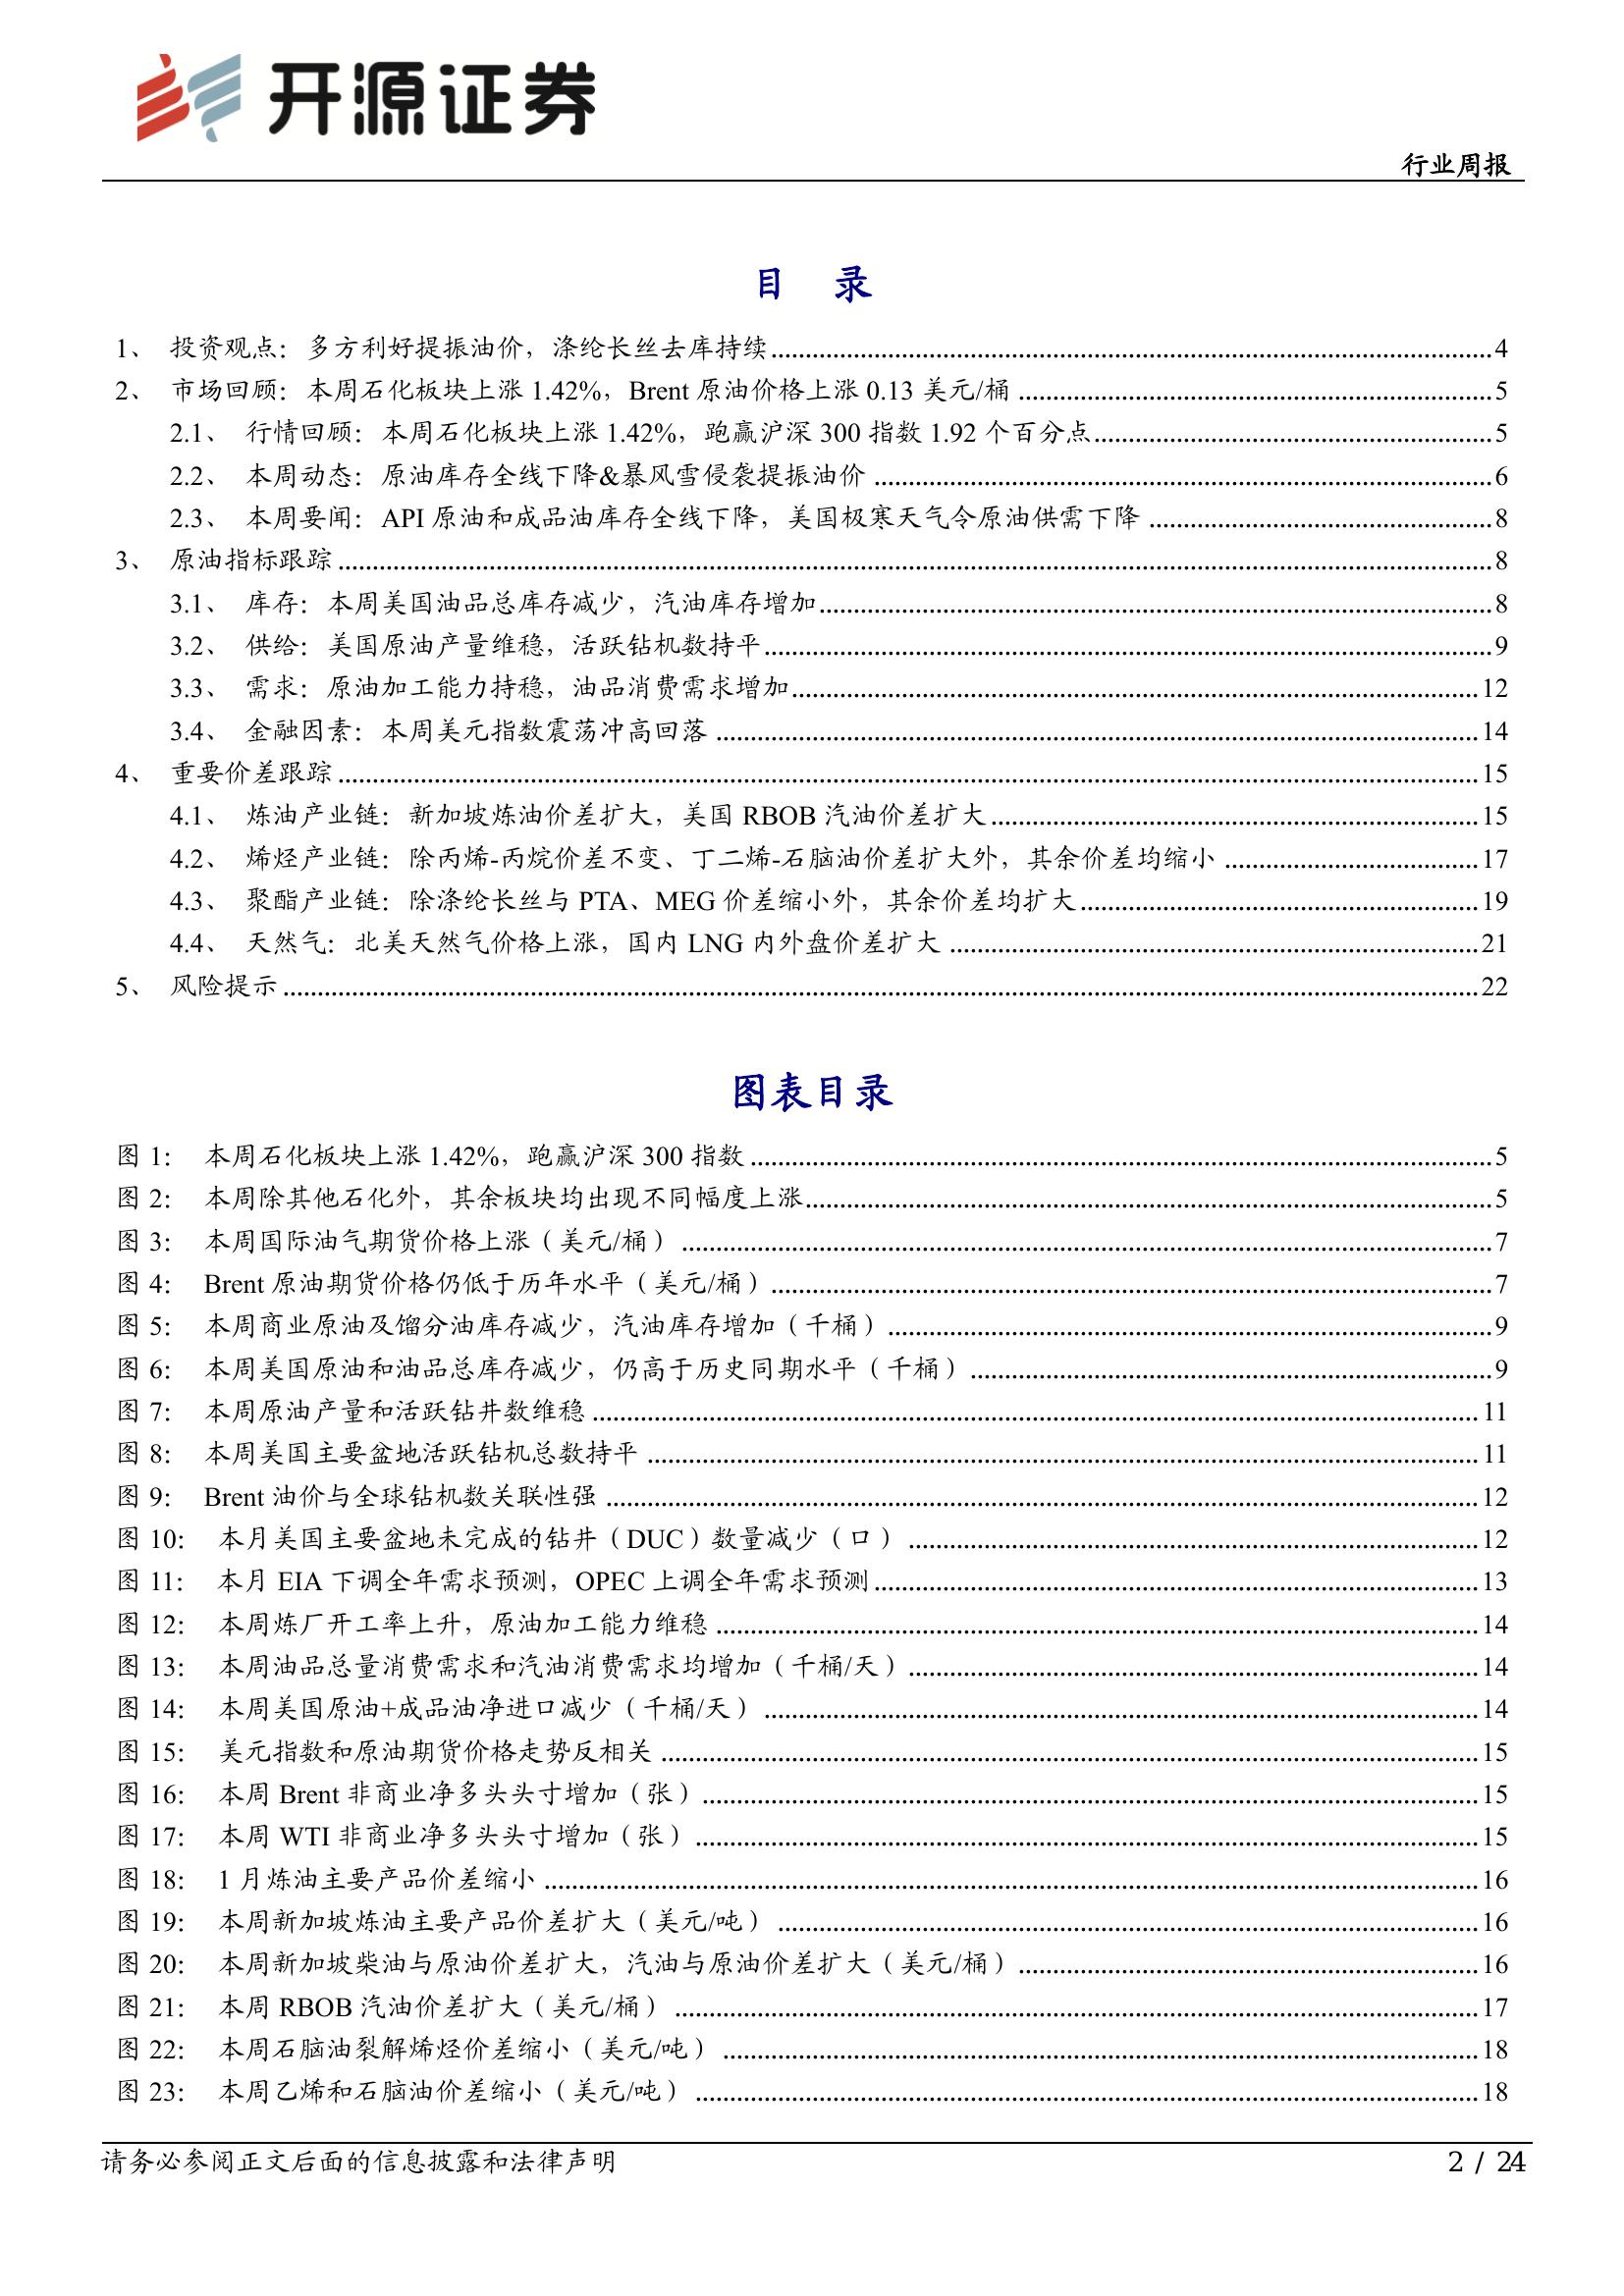 开源证券
行业周报
目 录
1、 投资观点：多方利好提振油价，涤纶长丝去库持续 4
2、 市场回顾：本周石化板块上涨 1.42%，Brent 原油价格上涨 0.13 美元/桶 5
2.1、 行情回顾：本周石化板块上涨 1.42%，跑赢沪深 300 指数 1.92 个百分点 5
2.2、 本周动态：原油库存全线下降&暴风雪侵袭提振油价 6
2.3、 本周要闻：API 原油和成品油库存全线下降，美国极寒天气令原油供需下降 8
3、 原油指标跟踪 8
3.1、 库存：本周美国油品总库存减少，汽油库存增加 8
3.2、 供给：美国原油产量维稳，活跃钻机数持平 9
3.3、 需求：原油加工能力持稳，油品消费需求增加 12
3.4、 金融因素：本周美元指数震荡冲高回落 14
4、 重要价差跟踪 15
4.1、 炼油产业链：新加坡炼油价差扩大，美国 RBOB 汽油价差扩大 15
4.2、 烯烃产业链：除丙烯-丙烷价差不变、丁二烯-石脑油价差扩大外，其余价差均缩小 17
4.3、 聚酯产业链：除涤纶长丝与 PTA、MEG 价差缩小外，其余价差均扩大 19
4.4、 天然气：北美天然气价格上涨，国内 LNG 内外盘价差扩大 21
5、 风险提示 22
图表目录
图 1： 本周石化板块上涨 1.42%，跑赢沪深 300 指数 5
图 2： 本周除其他石化外，其余板块均出现不同幅度上涨 5
图 3： 本周国际油气期货价格上涨（美元/桶） 7
图 4： Brent 原油期货价格仍低于历年水平（美元/桶） 7
图 5： 本周商业原油及馏分油库存减少，汽油库存增加（千桶） 9
图 6： 本周美国原油和油品总库存减少，仍高于历史同期水平（千桶） 9
图 7： 本周原油产量和活跃钻井数维稳 11
图 8： 本周美国主要盆地活跃钻机总数持平 11
图 9： Brent 油价与全球钻机数关联性强 12
图 10： 本月美国主要盆地未完成的钻井（DUC）数量减少（口） 12
图 11： 本月 EIA 下调全年需求预测，OPEC 上调全年需求预测 13
图 12： 本周炼厂开工率上升，原油加工能力维稳 14
图 13： 本周油品总量消费需求和汽油消费需求均增加（千桶/天） 14
图 14： 本周美国原油+成品油净进口减少（千桶/天） 14
图 15： 美元指数和原油期货价格走势反相关 15
图 16： 本周 Brent 非商业净多头头寸增加（张） 15
图 17： 本周 WTI 非商业净多头头寸增加（张） 15
图 18： 1 月炼油主要产品价差缩小 16
图 19： 本周新加坡炼油主要产品价差扩大（美元/吨） 16
图 20： 本周新加坡柴油与原油价差扩大，汽油与原油价差扩大（美元/桶） 16
图 21： 本周 RBOB 汽油价差扩大（美元/桶） 17
图 22： 本周石脑油裂解烯烃价差缩小（美元/吨） 18
图 23： 本周乙烯和石脑油价差缩小（美元/吨） 18
请务必参阅正文后面的信息披露和法律声明 2 / 24